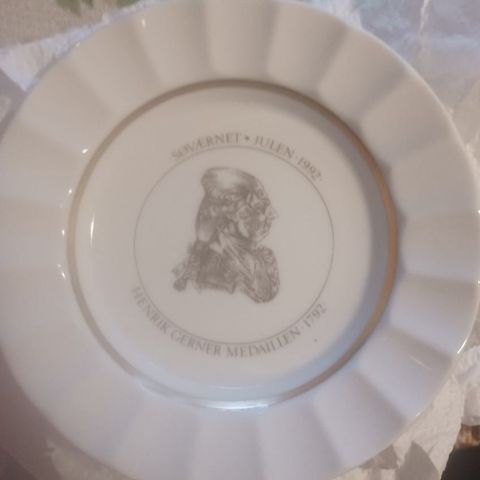 SØVÆRNET • JULEN • 1992
HENRIK GERNER MEDAILLEN • 1792